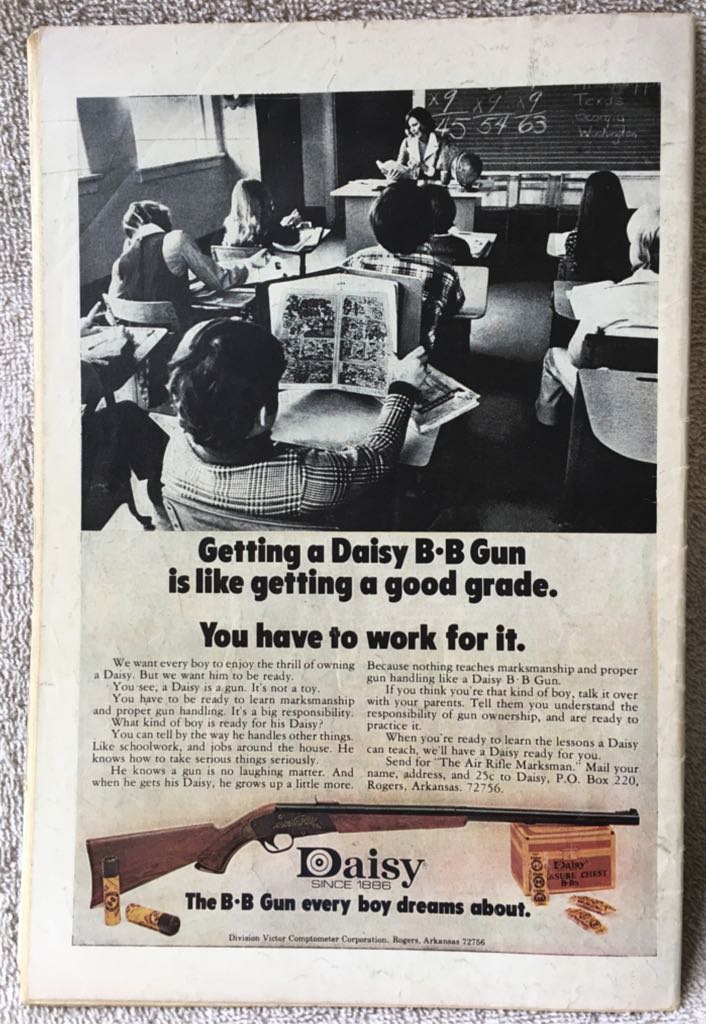 x9 x9 x9
45 54 63
Texas
Georgia
Washington
Getting a Daisy B·B Gun
is like getting a good grade.
You have to work for it.
We want every boy to enjoy the thrill of owning
a Daisy. But we want him to be ready.
You see, a Daisy is a gun. It's not a toy.
You have to be ready to learn marksmanship
and proper gun handling. It's a big responsibility.
What kind of boy is ready for his Daisy?
You can tell by the way he handles other things.
Like schoolwork, and jobs around the house. He
knows how to take serious things seriously.
He knows a gun is no laughing matter. And
when he gets his Daisy, he grows up a little more.
Because nothing teaches marksmanship and proper
gun handling like a Daisy B·B Gun.
If you think you're that kind of boy, talk it over
with your parents. Tell them you understand the
responsibility of gun ownership, and are ready to
practice it.
When you're ready to learn the lessons a Daisy
can teach, we'll have a Daisy ready for you.
Send for "The Air Rifle Marksman." Mail your
name, address, and 25c to Daisy, P.O. Box 220,
Rogers, Arkansas. 72756.
Daisy®
SINCE 1886
Daisy
ASURE CHEST
B·Bs
The B·B Gun every boy dreams about.
Division Victor Comptometer Corporation, Rogers, Arkansas 72756